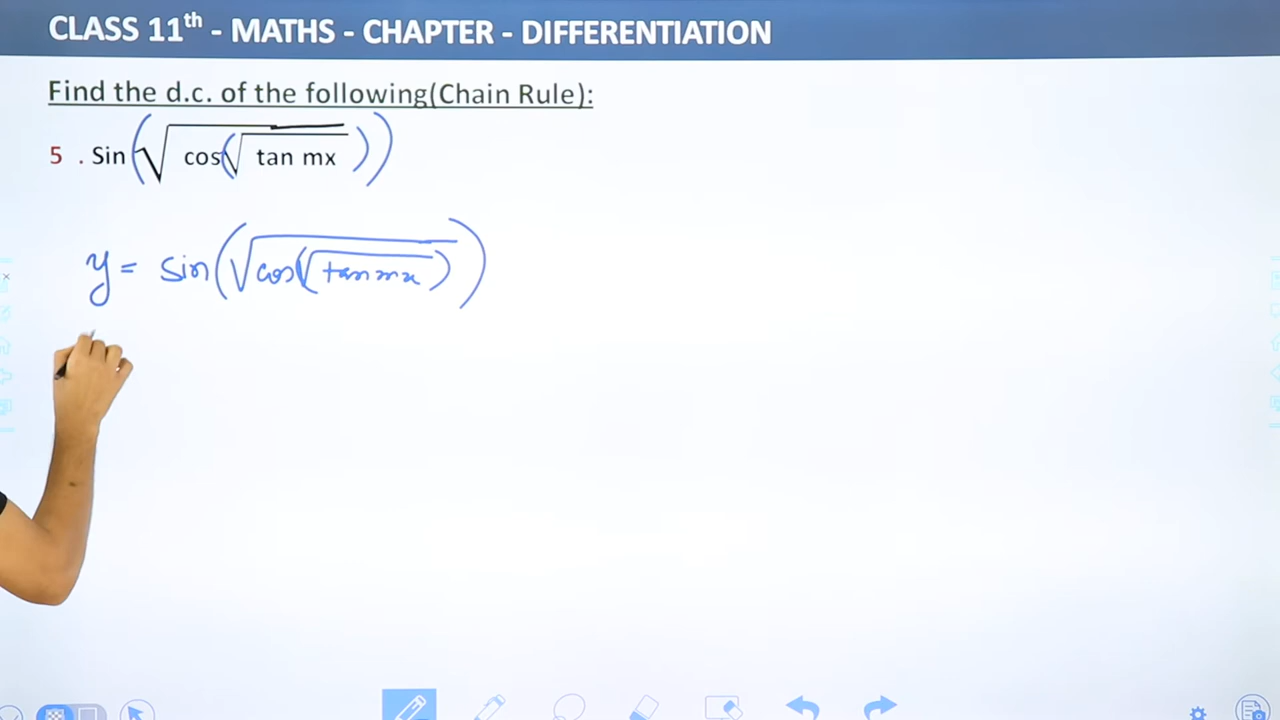 CLASS 11th - MATHS - CHAPTER - DIFFERENTIATION
Find the d.c. of the following(Chain Rule):
5 . Sin(√cos(√tan mx))
y = sin(√cos(√tan mx))